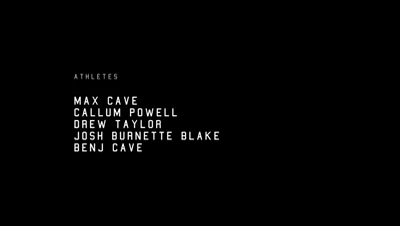 ATHLETES
MAX CAVE
CALLUM POWELL
DREW TAYLOR
JOSH BURNETTE BLAKE
BENJ CAVE